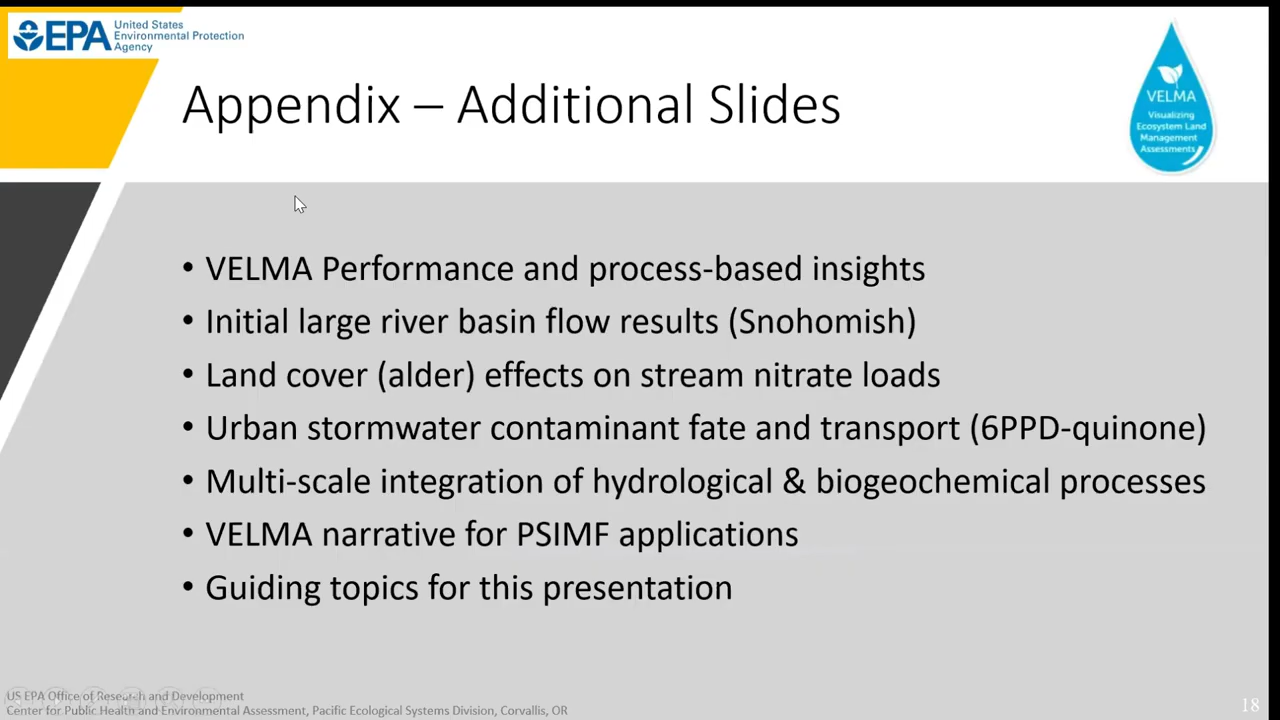 EPA
United States
Environmental Protection
Agency
Appendix – Additional Slides
VELMA
Visualizing
Ecosystem Land
Management
Assessments
• VELMA Performance and process-based insights
• Initial large river basin flow results (Snohomish)
• Land cover (alder) effects on stream nitrate loads
• Urban stormwater contaminant fate and transport (6PPD-quinone)
• Multi-scale integration of hydrological & biogeochemical processes
• VELMA narrative for PSIMF applications
• Guiding topics for this presentation
US EPA Office of Research and Development
Center for Public Health and Environmental Assessment, Pacific Ecological Systems Division, Corvallis, OR
18